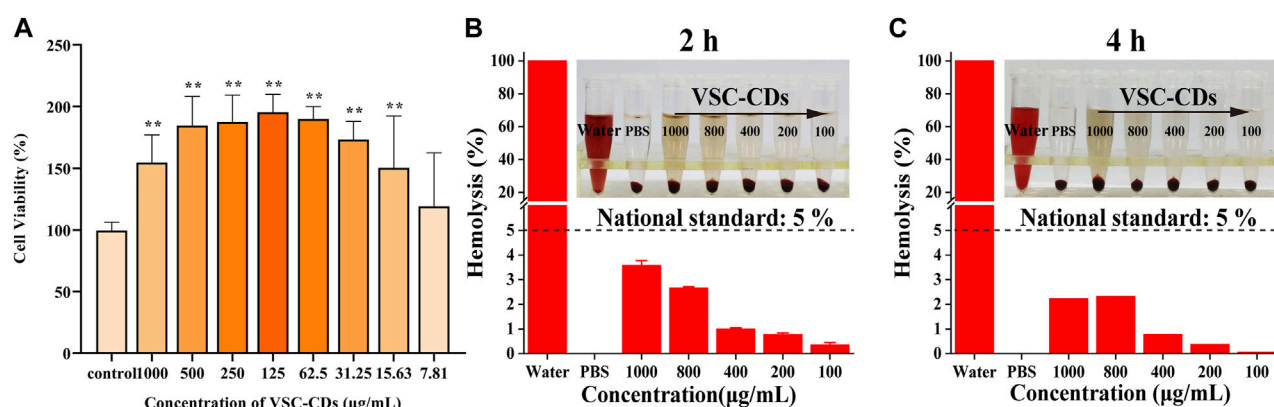 A
250
200
150
100
50
0
Cell Viability (%)
**
**
**
**
**
**
**
control
1000
500
250
125
62.5
31.25
15.63
7.81
Concentration of VSC-CDs (μg/mL)
B
2 h
100
80
60
40
20
5
4
3
2
1
0
Hemolysis (%)
VSC-CDs
Water
PBS
1000
800
400
200
100
National standard: 5 %
Water
PBS
1000
800
400
200
100
Concentration(μg/mL)
C
4 h
100
80
60
40
20
5
4
3
2
1
0
Hemolysis (%)
VSC-CDs
Water
PBS
1000
800
400
200
100
National standard: 5 %
Water
PBS
1000
800
400
200
100
Concentration(μg/mL)